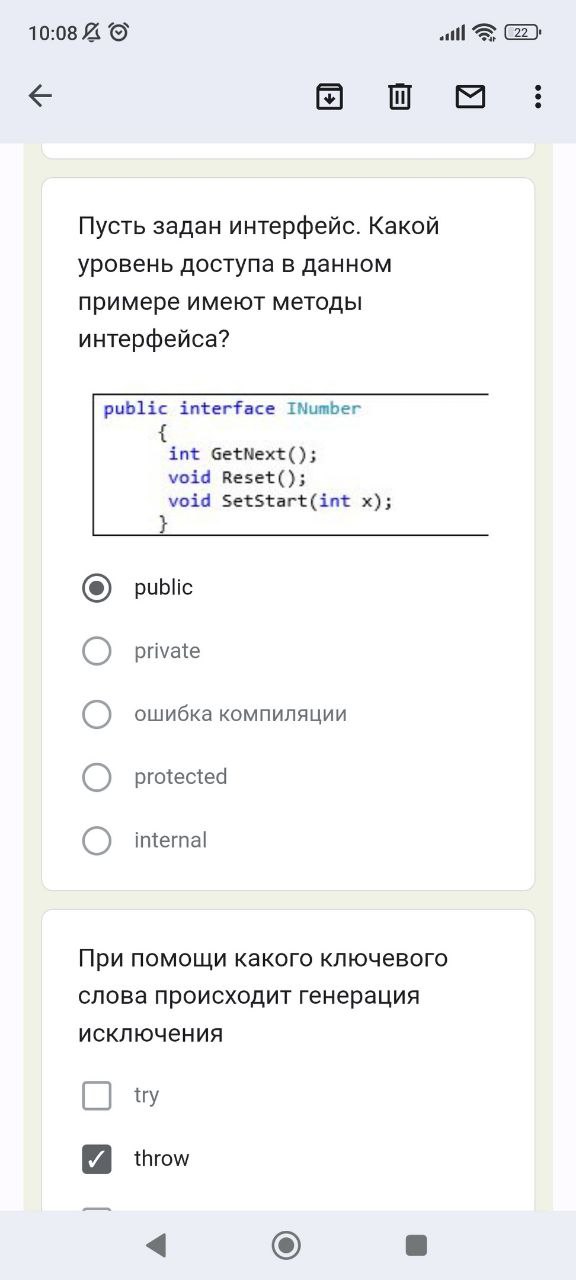 10:08
22
Пусть задан интерфейс. Какой
уровень доступа в данном
примере имеют методы
интерфейса?
public interface INumber
{
int GetNext();
void Reset();
void SetStart(int x);
}
public
private
ошибка компиляции
protected
internal
При помощи какого ключевого
слова происходит генерация
исключения
try
throw